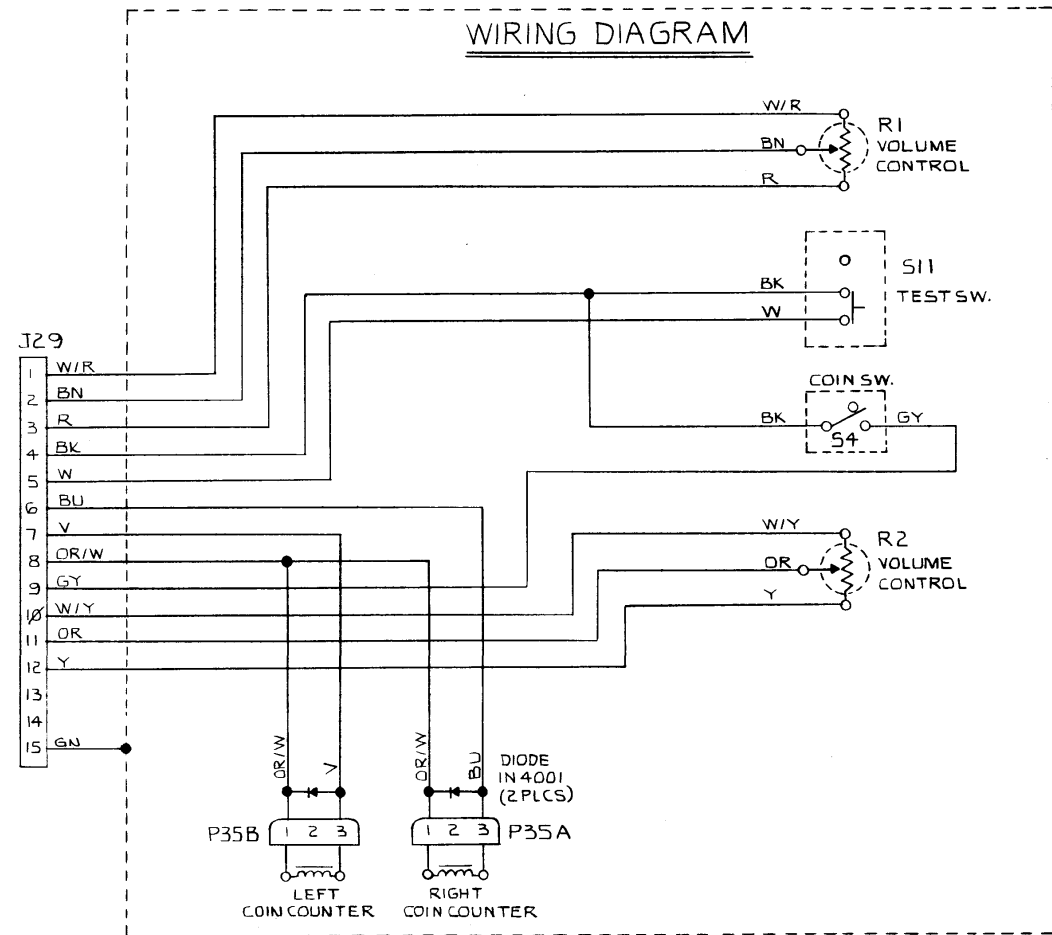 WIRING DIAGRAM
W/R
R1
VOLUME
CONTROL
BN
R
S11
TEST SW.
BK
W
J29
1 W/R
2 BN
3 R
4 BK
5 W
6 BU
7 V
8 OR/W
9 GY
10 W/Y
11 OR
12 Y
13
14
15 GN
COIN SW.
BK
S4
GY
W/Y
R2
VOLUME
CONTROL
OR
Y
OR/W
V
OR/W
BU
DIODE
IN4001
(2 PLCS)
P35B
1 2 3
1 2 3
P35A
LEFT
COIN COUNTER
RIGHT
COIN COUNTER